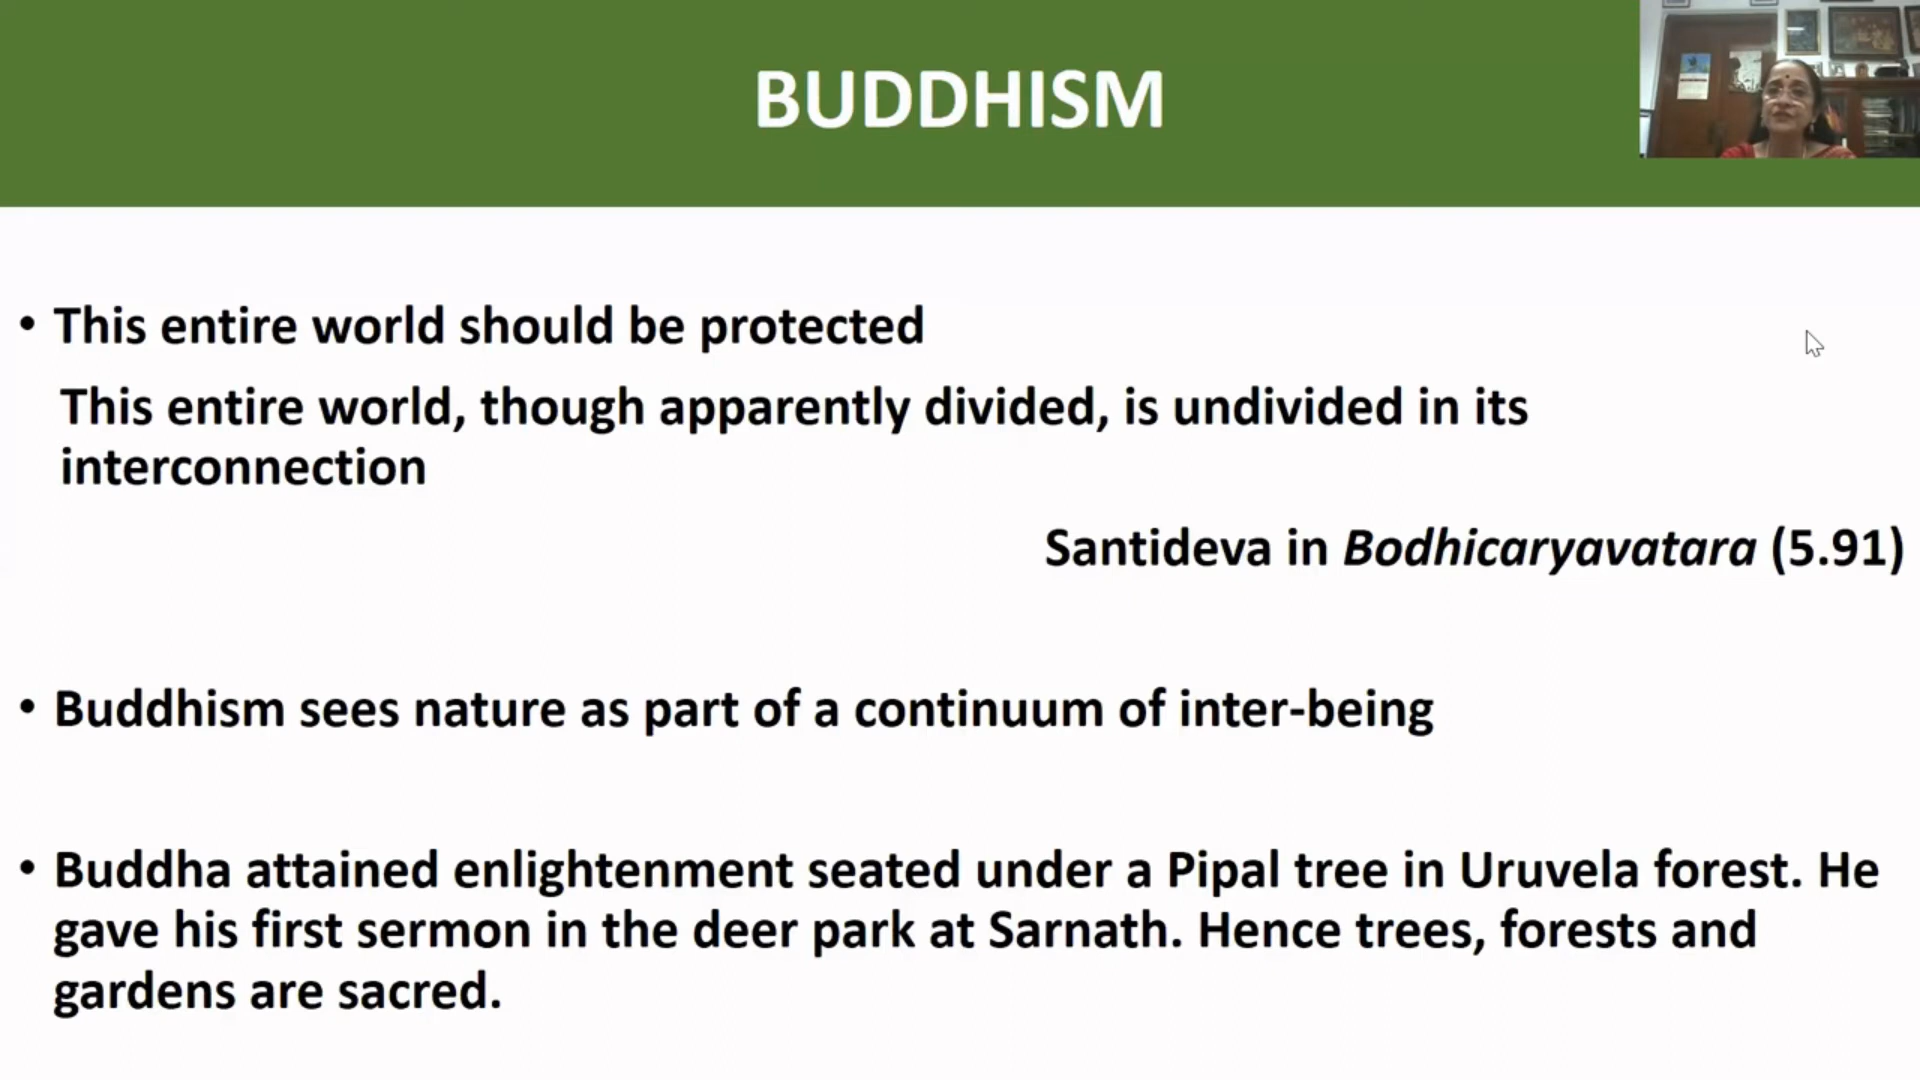 BUDDHISM
• This entire world should be protected
This entire world, though apparently divided, is undivided in its
interconnection
Santideva in Bodhicaryavatara (5.91)
• Buddhism sees nature as part of a continuum of inter-being
• Buddha attained enlightenment seated under a Pipal tree in Uruvela forest. He
gave his first sermon in the deer park at Sarnath. Hence trees, forests and
gardens are sacred.